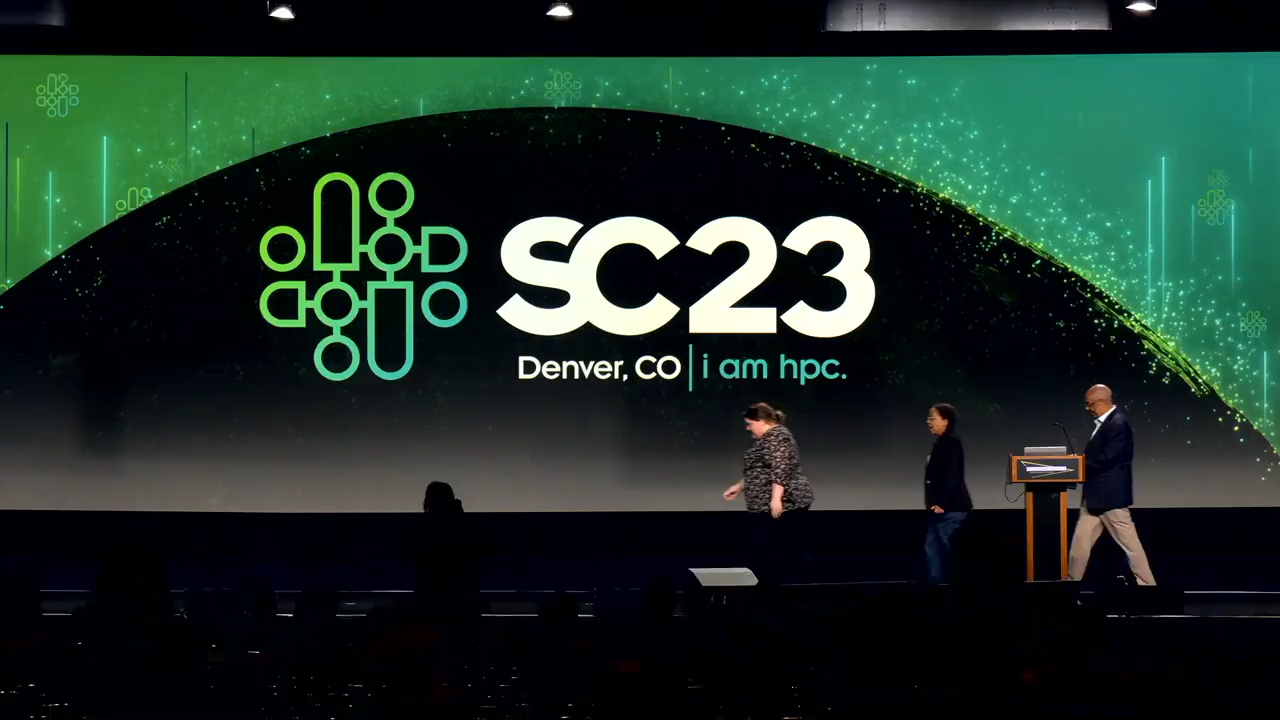 SC23
Denver, CO | i am hpc.